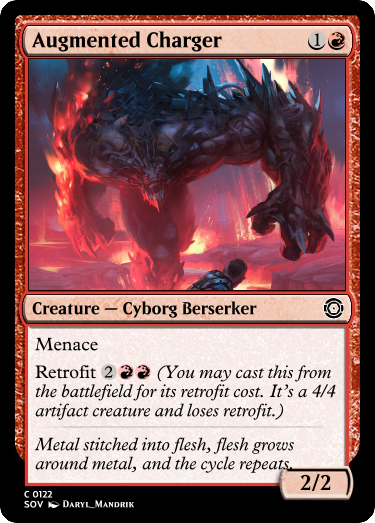 Augmented Charger 1
Creature — Cyborg Berserker
Menace
Retrofit 2 (You may cast this from
the battlefield for its retrofit cost. It's a 4/4
artifact creature and loses retrofit.)
Metal stitched into flesh, flesh grows
around metal, and the cycle repeats.
2/2
C 0122
SOV Daryl_Mandrik